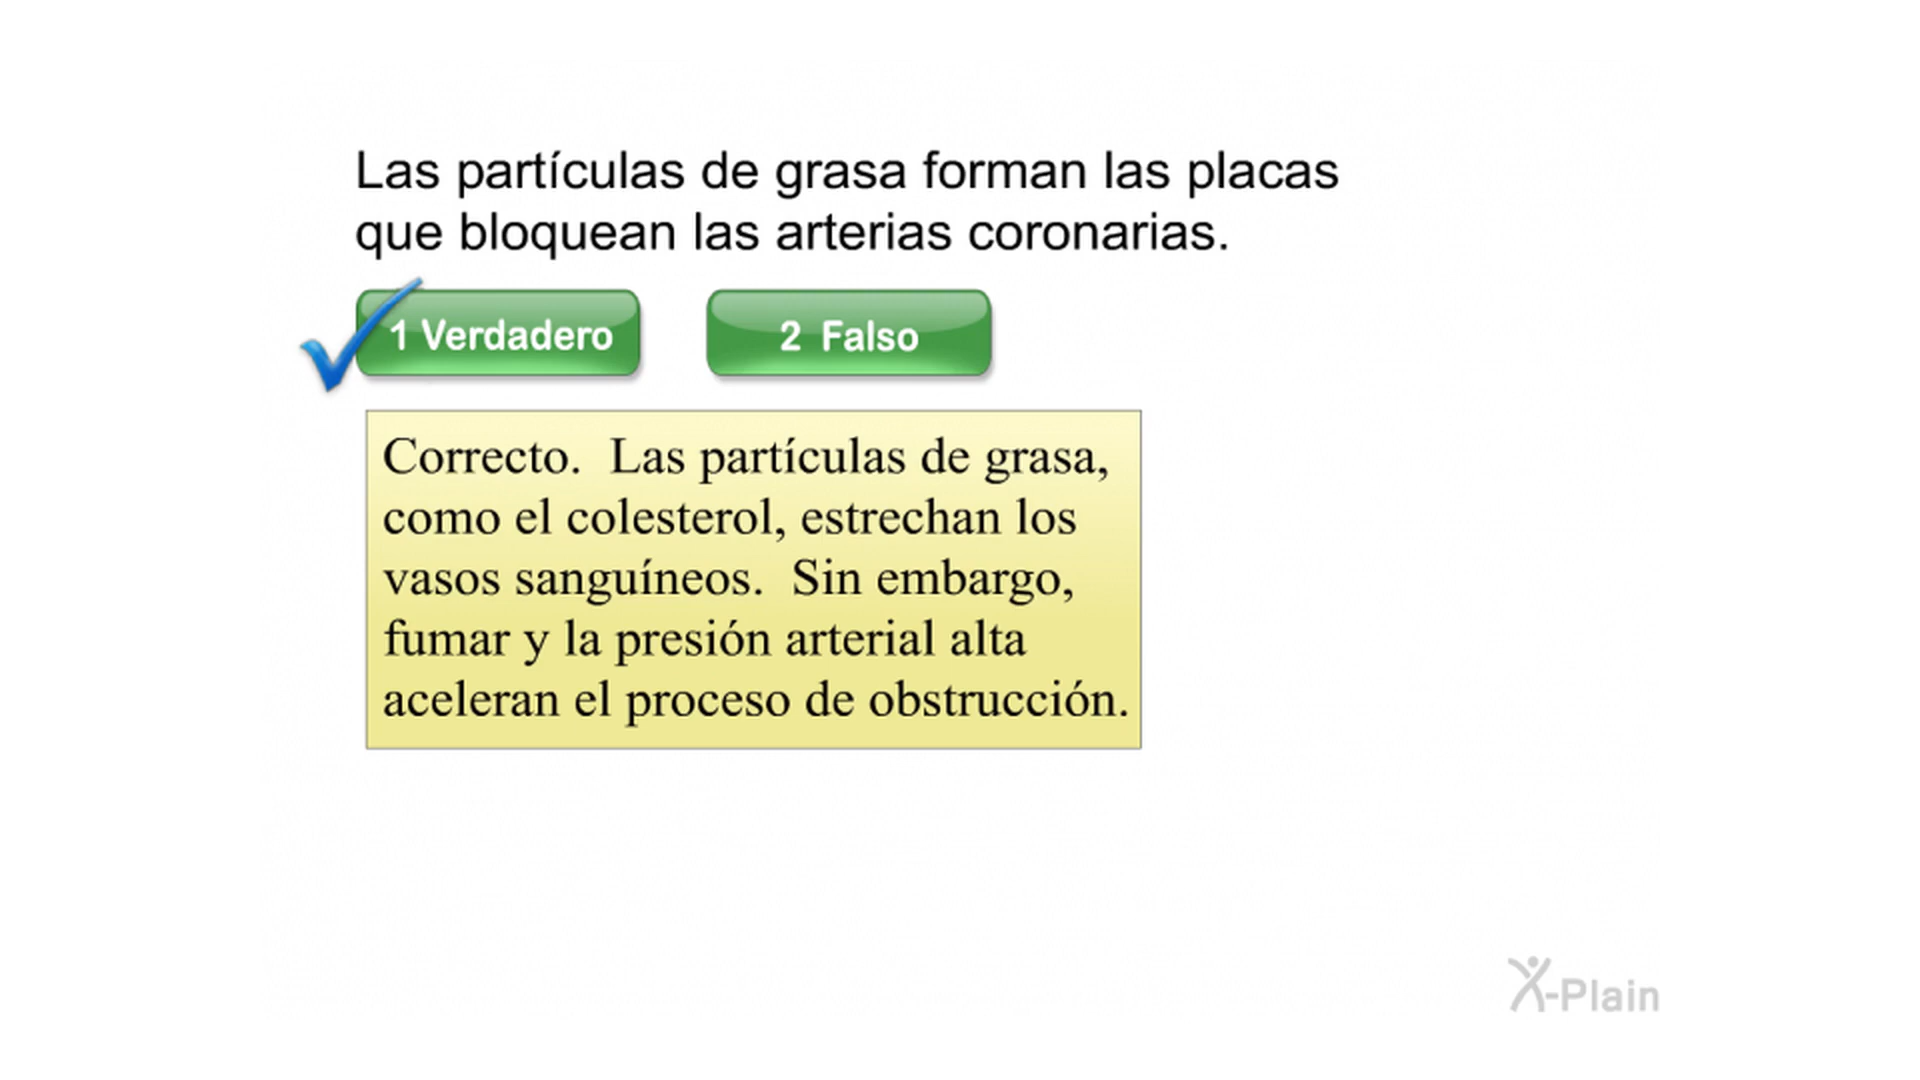 Las partículas de grasa forman las placas
que bloquean las arterias coronarias.
1 Verdadero
2 Falso
Correcto. Las partículas de grasa,
como el colesterol, estrechan los
vasos sanguíneos. Sin embargo,
fumar y la presión arterial alta
aceleran el proceso de obstrucción.
X-Plain